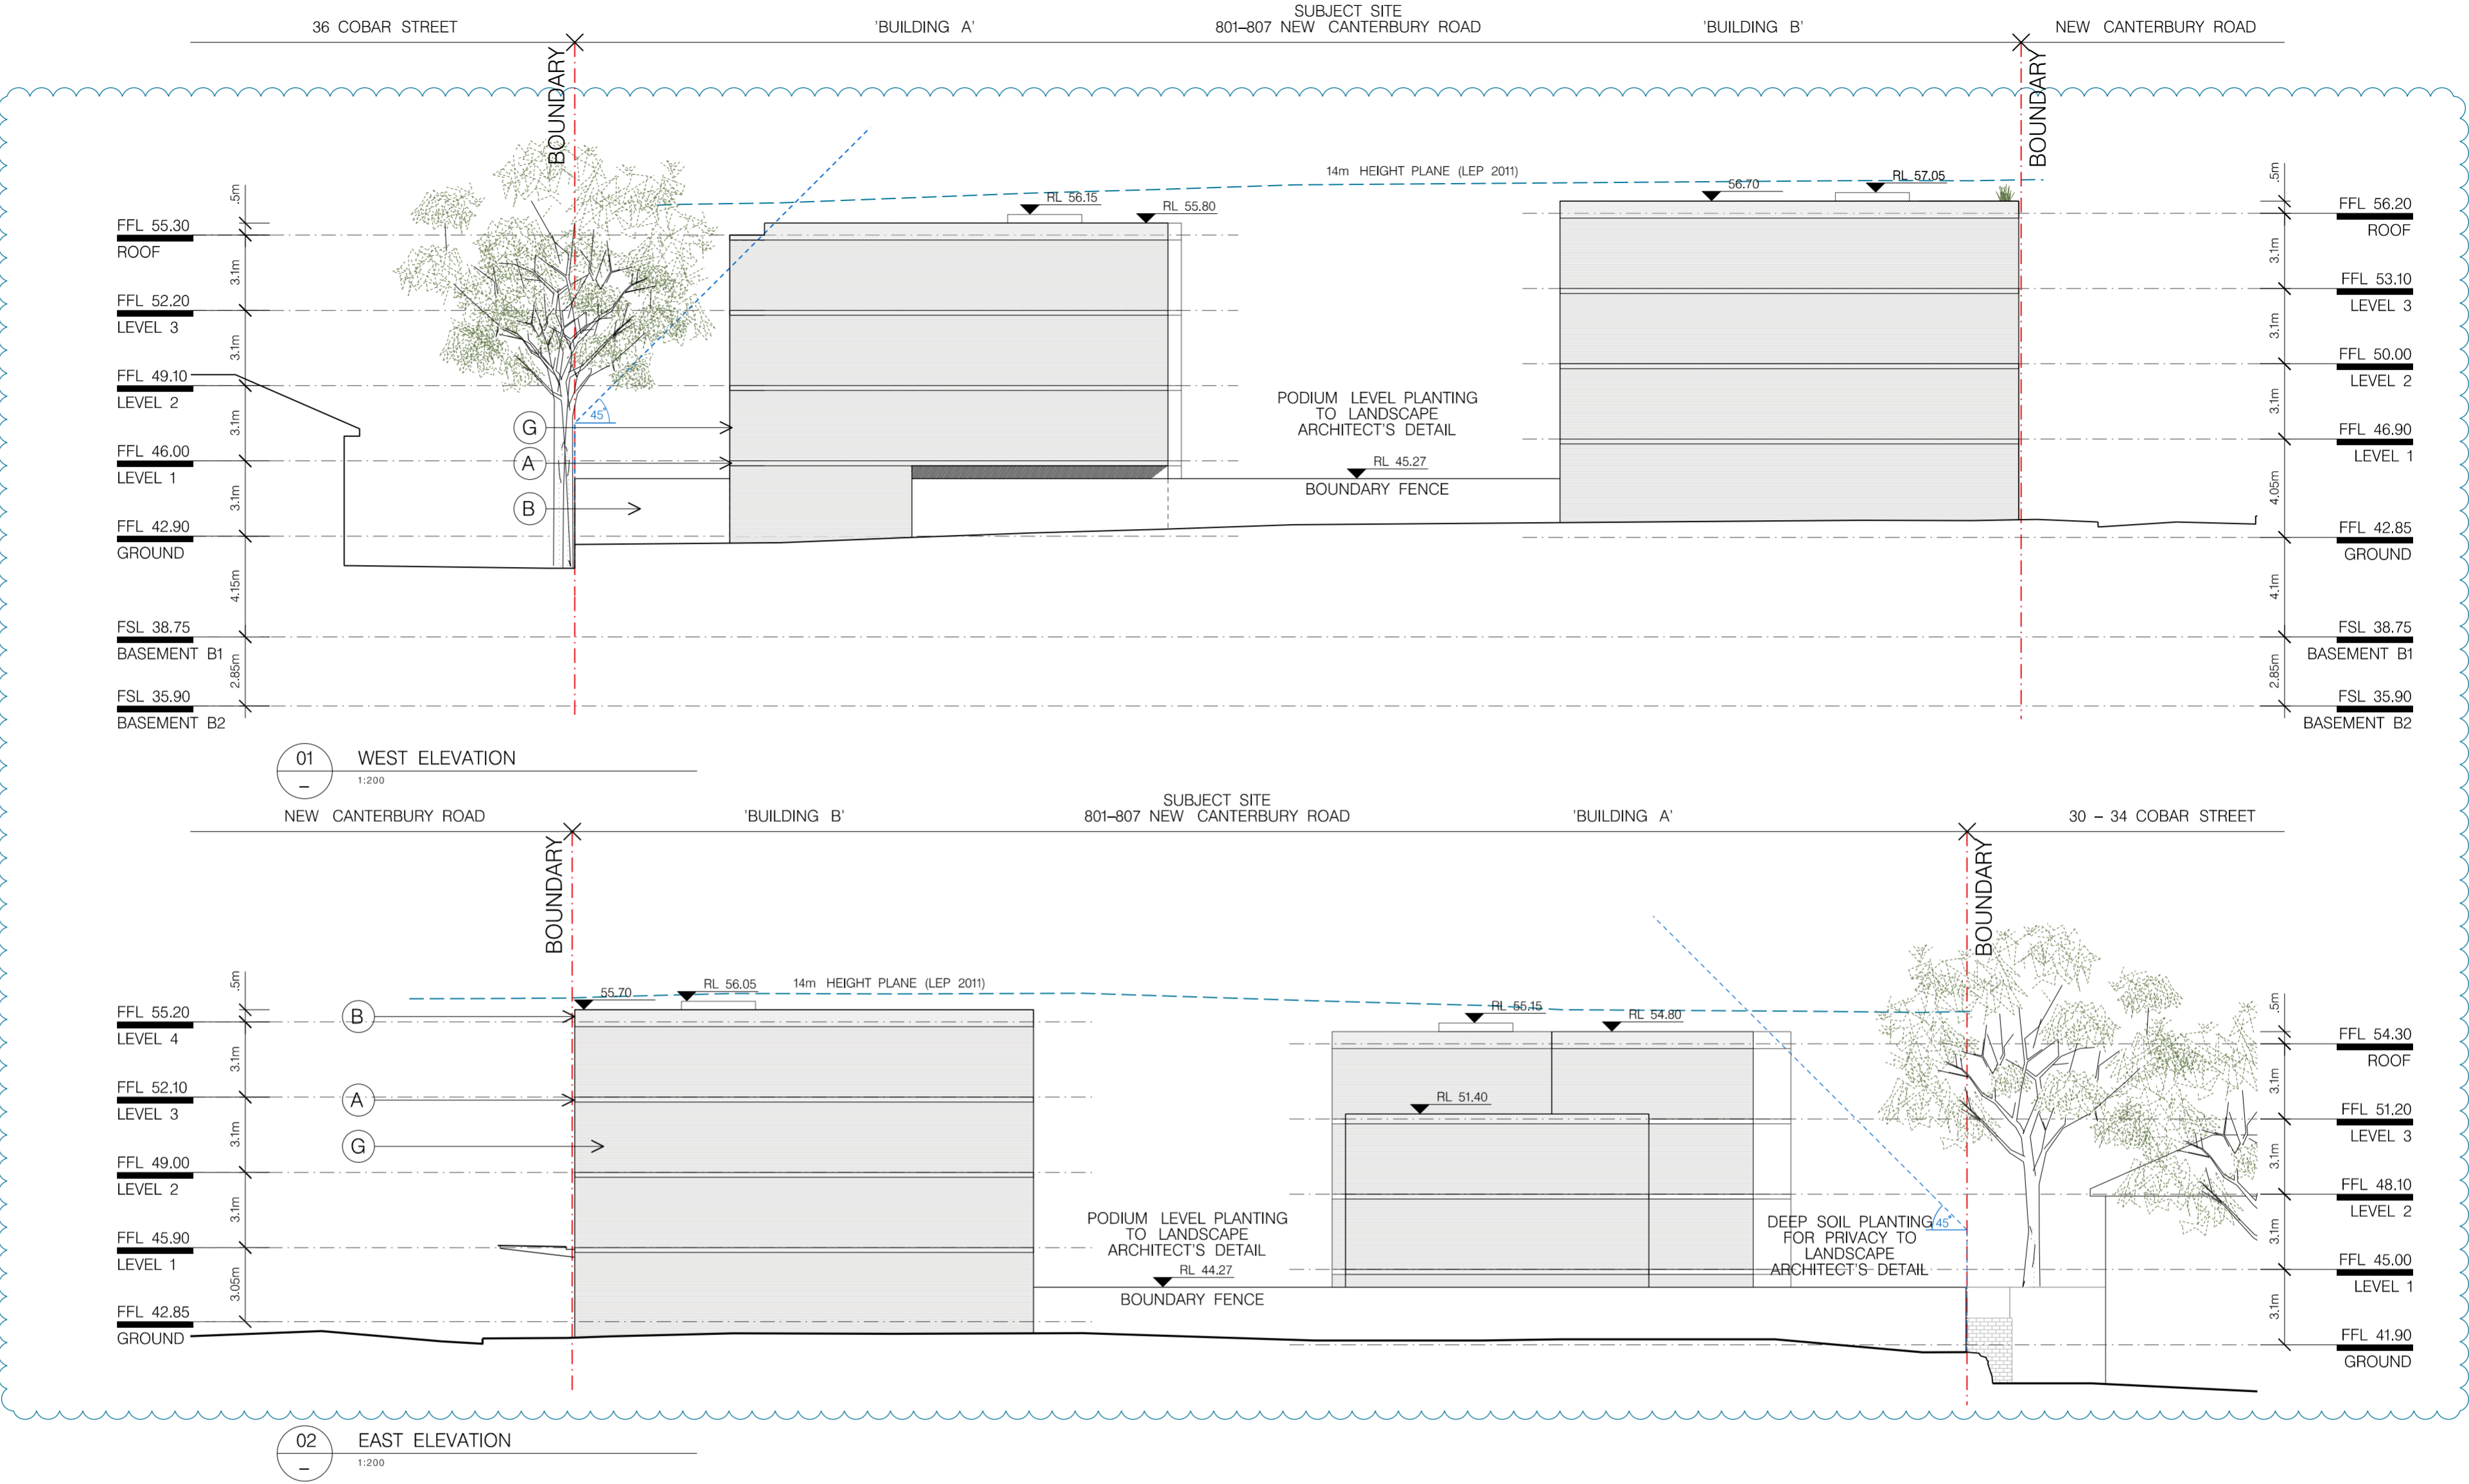 SUBJECT SITE
36 COBAR STREET
'BUILDING A'
801–807 NEW CANTERBURY ROAD
'BUILDING B'
NEW CANTERBURY ROAD
BOUNDARY
BOUNDARY
14m HEIGHT PLANE (LEP 2011)
56.70
RL 57.05
RL 56.15
RL 55.80
.5m
FFL 55.30
ROOF
3.1m
FFL 52.20
LEVEL 3
3.1m
FFL 49.10
LEVEL 2
3.1m
FFL 46.00
LEVEL 1
3.1m
FFL 42.90
GROUND
4.15m
FSL 38.75
BASEMENT B1
2.85m
FSL 35.90
BASEMENT B2
45°
G
A
B
PODIUM LEVEL PLANTING
TO LANDSCAPE
ARCHITECT'S DETAIL
RL 45.27
BOUNDARY FENCE
.5m
FFL 56.20
ROOF
3.1m
FFL 53.10
LEVEL 3
3.1m
FFL 50.00
LEVEL 2
3.1m
FFL 46.90
LEVEL 1
4.05m
FFL 42.85
GROUND
4.1m
FSL 38.75
BASEMENT B1
2.85m
FSL 35.90
BASEMENT B2
01
–
WEST ELEVATION
1:200
SUBJECT SITE
NEW CANTERBURY ROAD
'BUILDING B'
801–807 NEW CANTERBURY ROAD
'BUILDING A'
30 – 34 COBAR STREET
BOUNDARY
BOUNDARY
55.70
RL 56.05
14m HEIGHT PLANE (LEP 2011)
RL 55.15
RL 54.80
RL 51.40
.5m
FFL 55.20
LEVEL 4
3.1m
FFL 52.10
LEVEL 3
3.1m
FFL 49.00
LEVEL 2
3.1m
FFL 45.90
LEVEL 1
3.05m
FFL 42.85
GROUND
B
A
G
PODIUM LEVEL PLANTING
TO LANDSCAPE
ARCHITECT'S DETAIL
RL 44.27
BOUNDARY FENCE
DEEP SOIL PLANTING
FOR PRIVACY TO
LANDSCAPE
ARCHITECT'S DETAIL
45°
.5m
FFL 54.30
ROOF
3.1m
FFL 51.20
LEVEL 3
3.1m
FFL 48.10
LEVEL 2
3.1m
FFL 45.00
LEVEL 1
3.1m
FFL 41.90
GROUND
02
–
EAST ELEVATION
1:200